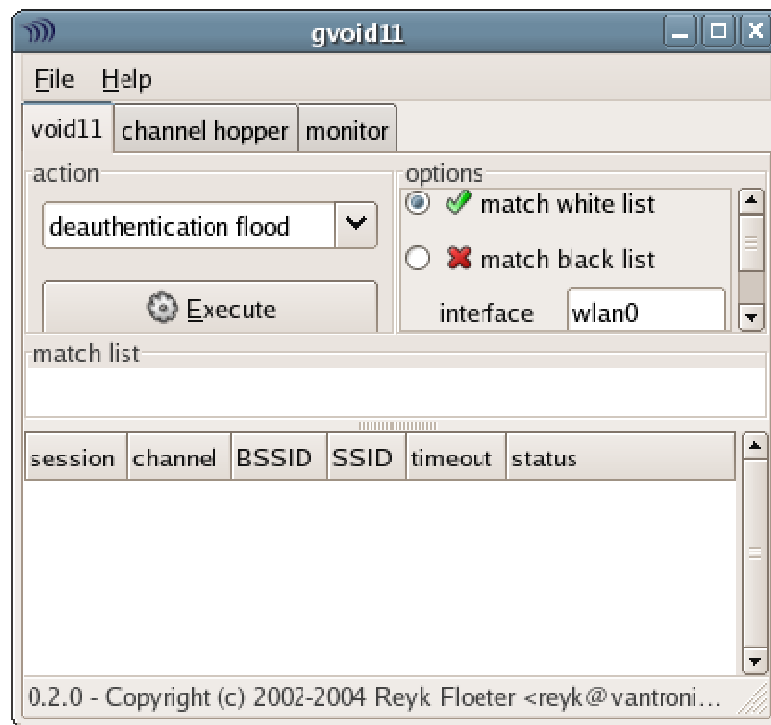 gvoid11
File Help
void11 channel hopper monitor
action
deauthentication flood
Execute
options
match white list
match black list
interface wlan0
match list
session channel BSSID SSID timeout status
0.2.0 - Copyright (c) 2002-2004 Reyk Floeter <reyk@vantroni...